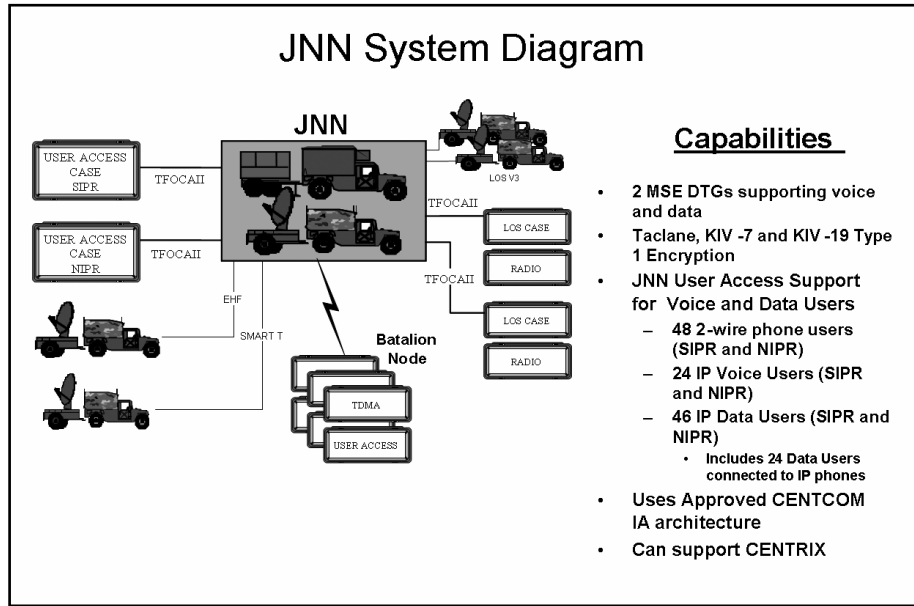 JNN System Diagram
JNN
USER ACCESS
CASE
SIPR
TFOCAII
USER ACCESS
CASE
NIPR
TFOCAII
EHF
SMART T
LOS V3
TFOCAII
LOS CASE
RADIO
TFOCAII
LOS CASE
RADIO
Batalion
Node
TDMA
USER ACCESS
Capabilities
• 2 MSE DTGs supporting voice
and data
• Taclane, KIV -7 and KIV -19 Type
1 Encryption
• JNN User Access Support
for Voice and Data Users
– 48 2-wire phone users
(SIPR and NIPR)
– 24 IP Voice Users (SIPR
and NIPR)
– 46 IP Data Users (SIPR and
NIPR)
• Includes 24 Data Users
connected to IP phones
• Uses Approved CENTCOM
IA architecture
• Can support CENTRIX